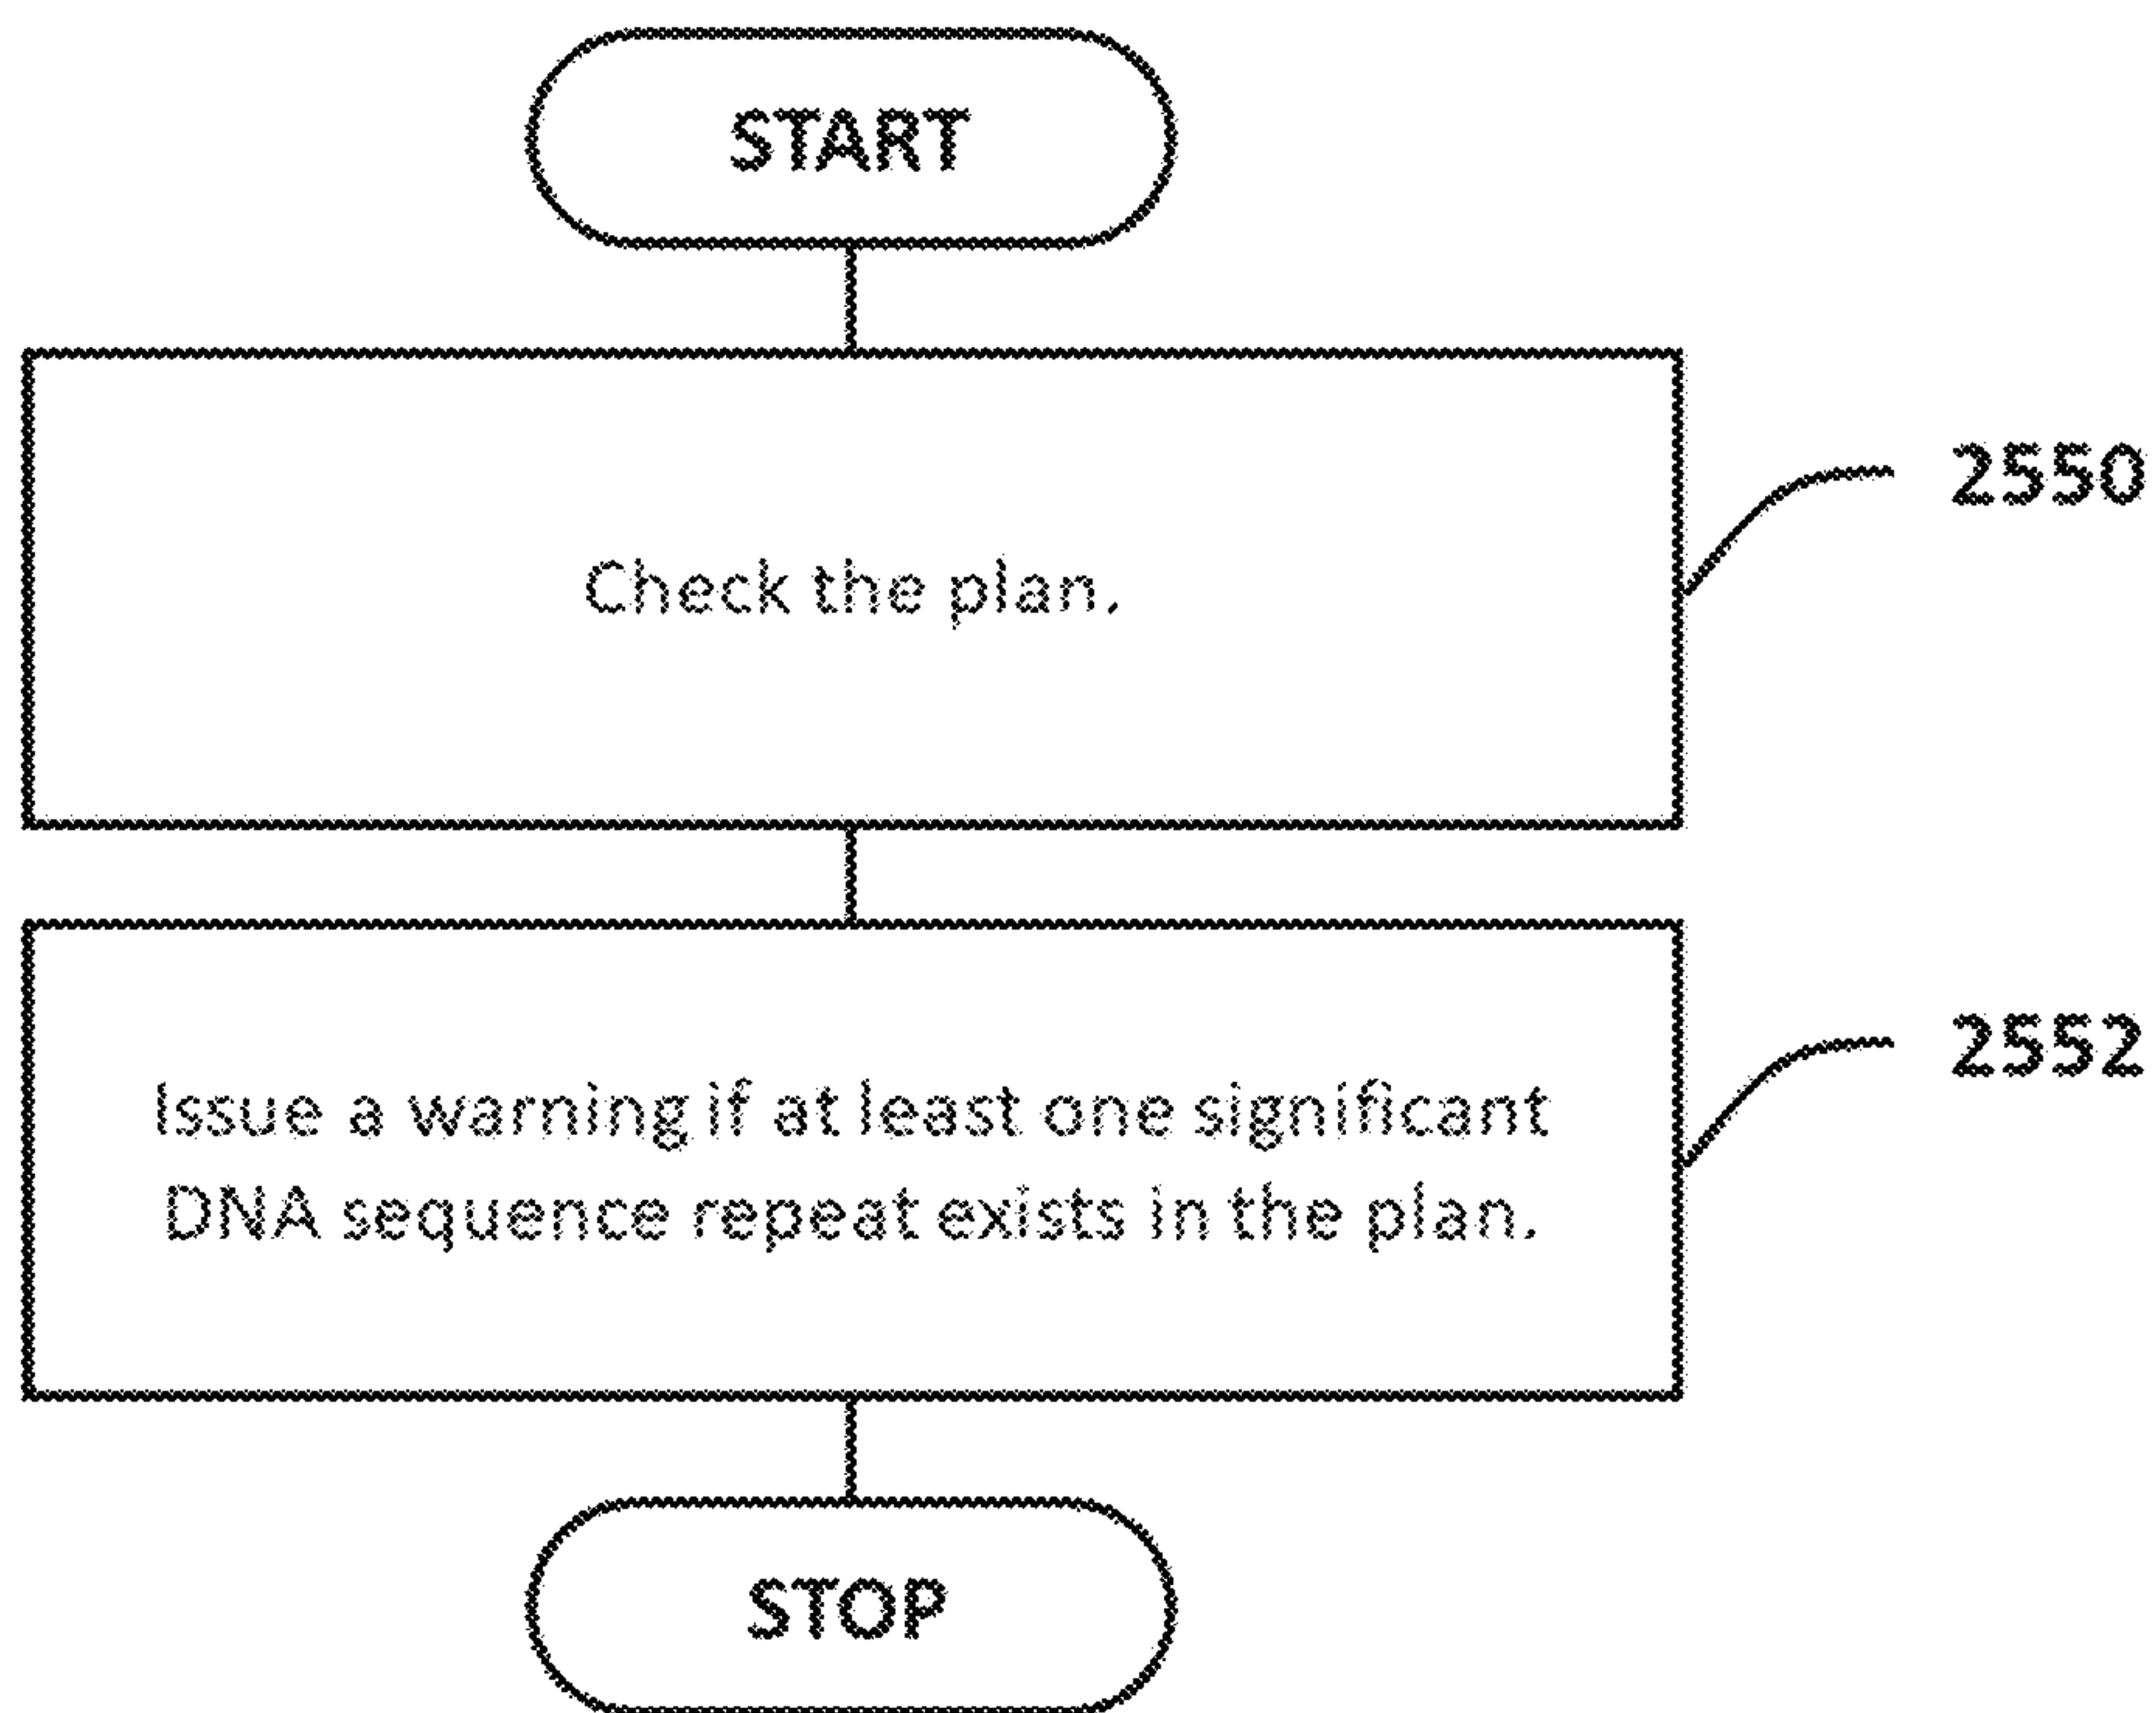 START
2550
Check the plan.
2552
Issue a warning if at least one significant
DNA sequence repeat exists in the plan.
STOP